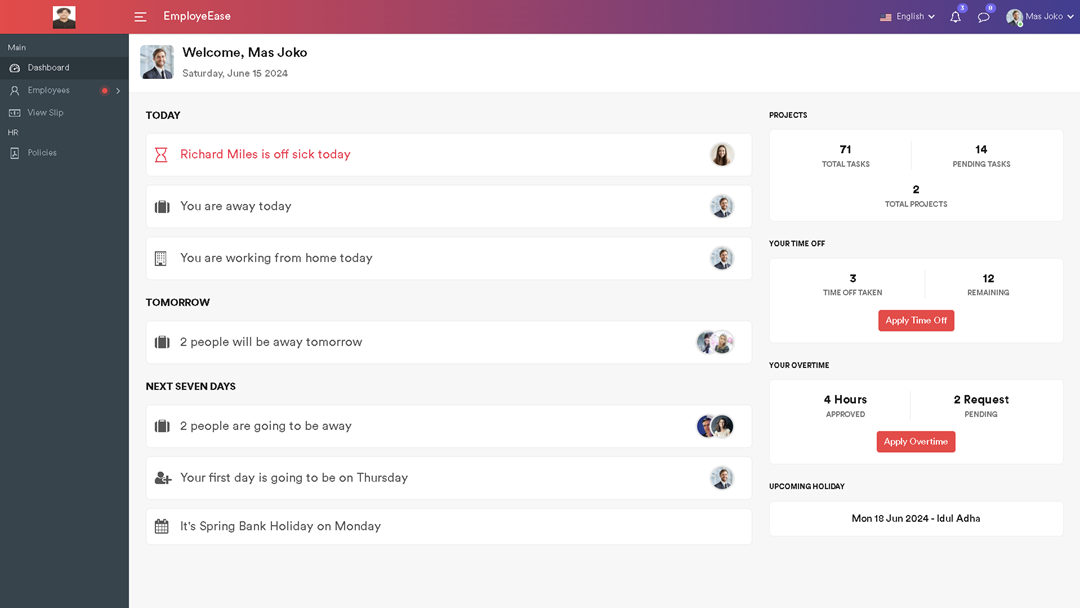 EmployeEase
English
3
Mas Joko
Main
Dashboard
Employees
View Slip
HR
Policies
Welcome, Mas Joko
Saturday, June 15 2024
TODAY
Richard Miles is off sick today
You are away today
You are working from home today
TOMORROW
2 people will be away tomorrow
NEXT SEVEN DAYS
2 people are going to be away
Your first day is going to be on Thursday
It's Spring Bank Holiday on Monday
PROJECTS
71
TOTAL TASKS
14
PENDING TASKS
2
TOTAL PROJECTS
YOUR TIME OFF
3
TIME OFF TAKEN
12
REMAINING
Apply Time Off
YOUR OVERTIME
4 Hours
APPROVED
2 Request
PENDING
Apply Overtime
UPCOMING HOLIDAY
Mon 18 Jun 2024 - Idul Adha